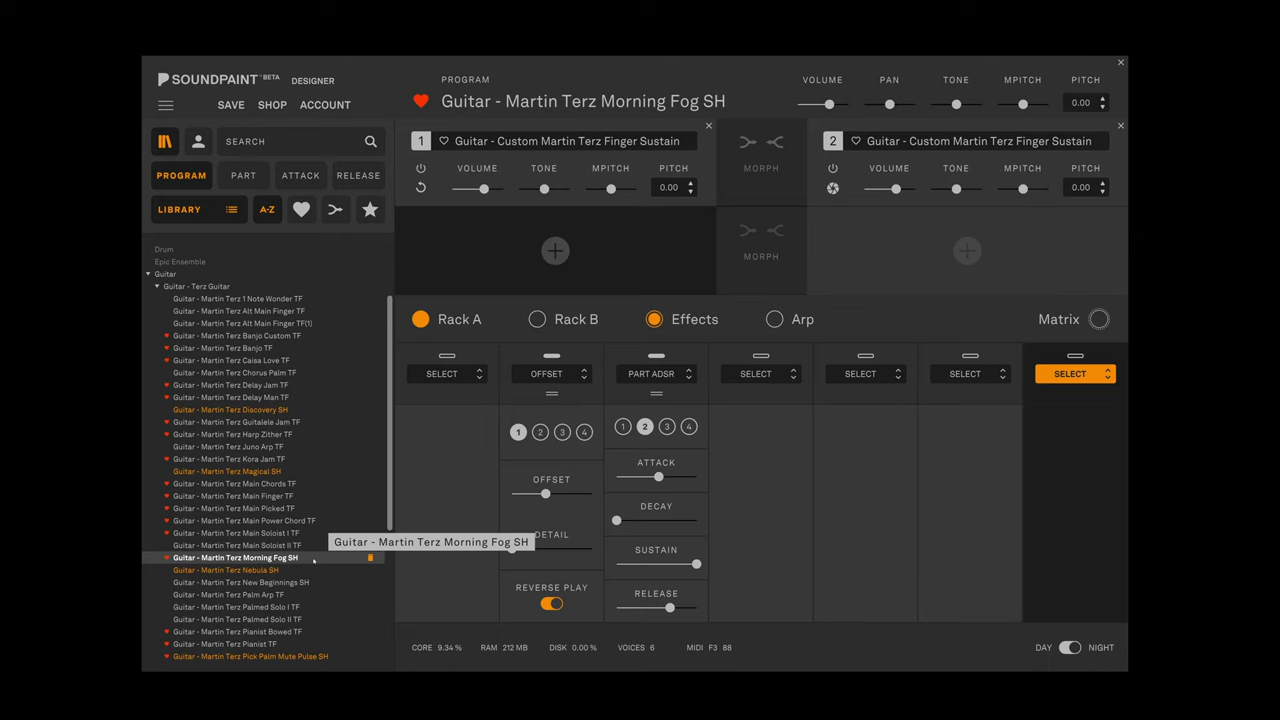 SOUNDPAINT™BETA DESIGNER
SAVE SHOP ACCOUNT
SEARCH
PROGRAM PART ATTACK RELEASE
LIBRARY A-Z
Drum
Epic Ensemble
Guitar
Guitar - Terz Guitar
Guitar - Martin Terz 1 Note Wonder TF
Guitar - Martin Terz Alt Main Finger TF
Guitar - Martin Terz Alt Main Finger TF(1)
Guitar - Martin Terz Banjo Custom TF
Guitar - Martin Terz Banjo TF
Guitar - Martin Terz Caisa Love TF
Guitar - Martin Terz Chorus Palm TF
Guitar - Martin Terz Delay Jam TF
Guitar - Martin Terz Delay Man TF
Guitar - Martin Terz Discovery SH
Guitar - Martin Terz Guitalele Jam TF
Guitar - Martin Terz Harp Zither TF
Guitar - Martin Terz Juno Arp TF
Guitar - Martin Terz Kora Jam TF
Guitar - Martin Terz Magical SH
Guitar - Martin Terz Main Chords TF
Guitar - Martin Terz Main Finger TF
Guitar - Martin Terz Main Picked TF
Guitar - Martin Terz Main Power Chord TF
Guitar - Martin Terz Main Soloist I TF
Guitar - Martin Terz Main Soloist II TF
Guitar - Martin Terz Morning Fog SH
Guitar - Martin Terz Nebula SH
Guitar - Martin Terz New Beginnings SH
Guitar - Martin Terz Palm Arp TF
Guitar - Martin Terz Palmed Solo I TF
Guitar - Martin Terz Palmed Solo II TF
Guitar - Martin Terz Pianist Bowed TF
Guitar - Martin Terz Pianist TF
Guitar - Martin Terz Pick Palm Mute Pulse SH
Guitar - Martin Terz Morning Fog SH
PROGRAM
Guitar - Martin Terz Morning Fog SH
VOLUME PAN TONE MPITCH PITCH
0.00
1 Guitar - Custom Martin Terz Finger Sustain
VOLUME TONE MPITCH PITCH
0.00
MORPH
2 Guitar - Custom Martin Terz Finger Sustain
VOLUME TONE MPITCH PITCH
0.00
MORPH
Rack A Rack B Effects Arp Matrix
SELECT OFFSET PART ADSR SELECT SELECT SELECT SELECT
1 2 3 4
OFFSET
DETAIL
REVERSE PLAY
1 2 3 4
ATTACK
DECAY
SUSTAIN
RELEASE
CORE 9.34 % RAM 212 MB DISK 0.00 % VOICES 6 MIDI F3 88
DAY NIGHT